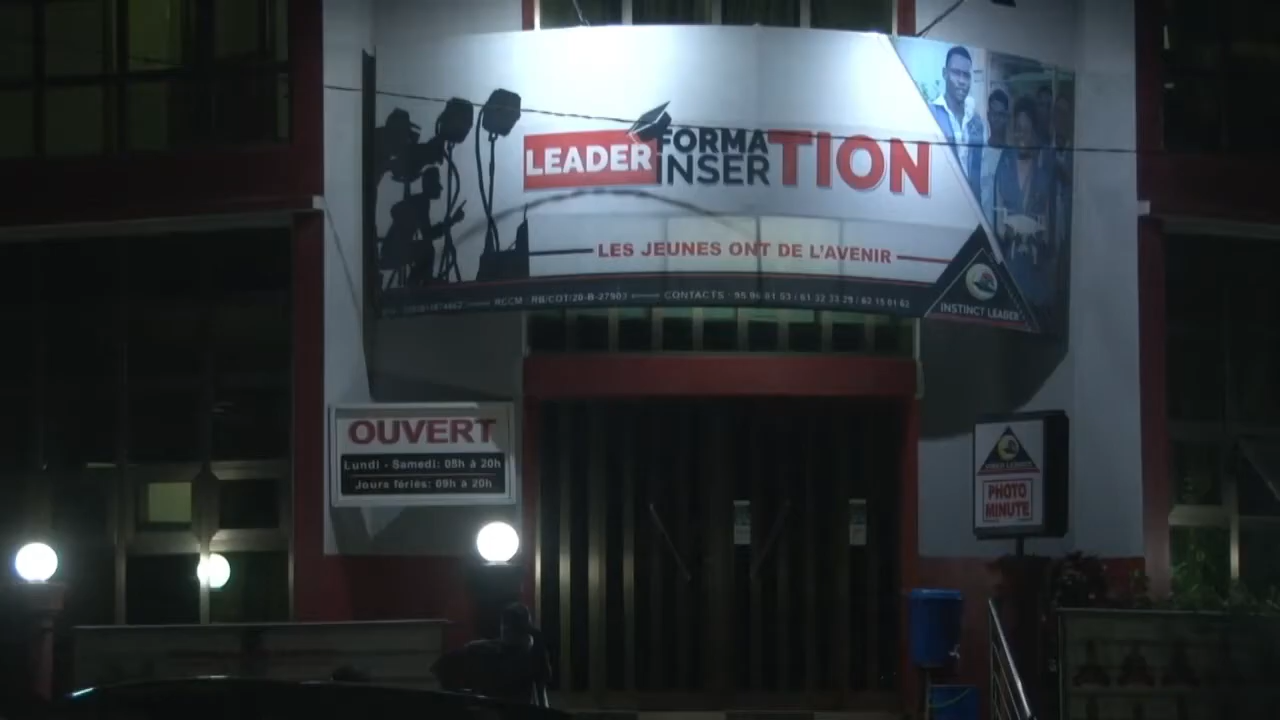 LEADER FORMA
INSERTION
LES JEUNES ONT DE L'AVENIR
RCCM : RB/COT/20-B-27903 CONTACTS : 95 96 01 53 / 61 32 33 29 / 62 15 01 62
INSTINCT LEADER
OUVERT
Lundi - Samedi: 08h à 20h
Jours fériés: 09h à 20h
PHOTO
MINUTE